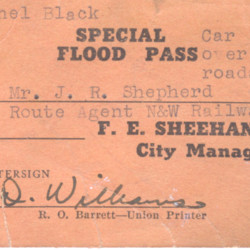 nel Black
SPECIAL Car
FLOOD PASS over
road
Mr. J. R. Shepherd
Route Agent N&W Railwa
F. E. SHEEHAN
City Manag
TERSIGN
D. Williams
R. O. Barrett—Union Printer